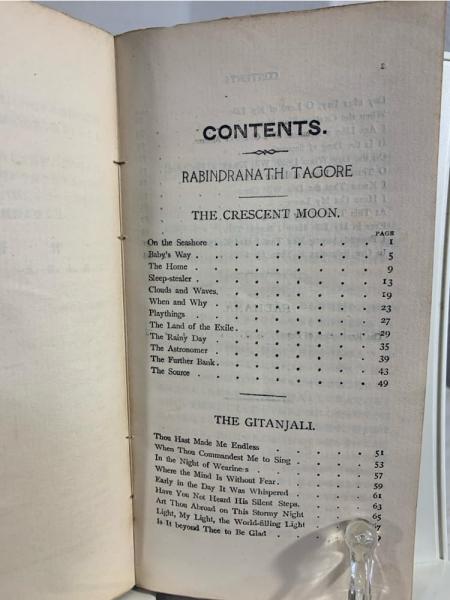 CONTENTS.
RABINDRANATH TAGORE
THE CRESCENT MOON.
PAGE
On the Seashore . . . . . . . 1
Baby's Way . . . . . . . 5
The Home . . . . . . . 9
Sleep-stealer . . . . . . . 13
Clouds and Waves. . . . . . . 19
When and Why . . . . . . . 23
Playthings . . . . . . . 27
The Land of the Exile . . . . . . 29
The Rainy Day . . . . . . 35
The Astronomer . . . . . . 39
The Further Bank . . . . . . 43
The Source . . . . . . . 49
THE GITANJALI.
Thou Hast Made Me Endless . . . . . 51
When Thou Commandest Me to Sing . . . . 53
In the Night of Wearines . . . . . 57
Where the Mind Is Without Fear. . . . . 59
Early in the Day It Was Whispered . . . . 61
Have You Not Heard His Silent Steps. . . . 63
Art Thou Abroad on This Stormy Night . . . 65
Light, My Light, the World-filling Light . . .
Is it beyond Thee to Be Glad . . . .